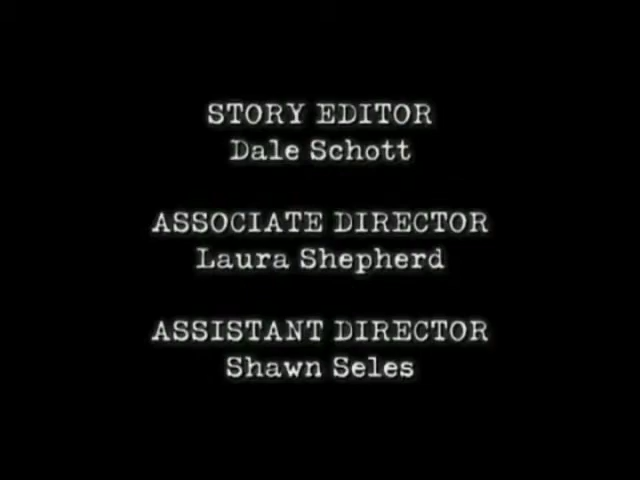 STORY EDITOR
Dale Schott
ASSOCIATE DIRECTOR
Laura Shepherd
ASSISTANT DIRECTOR
Shawn Seles